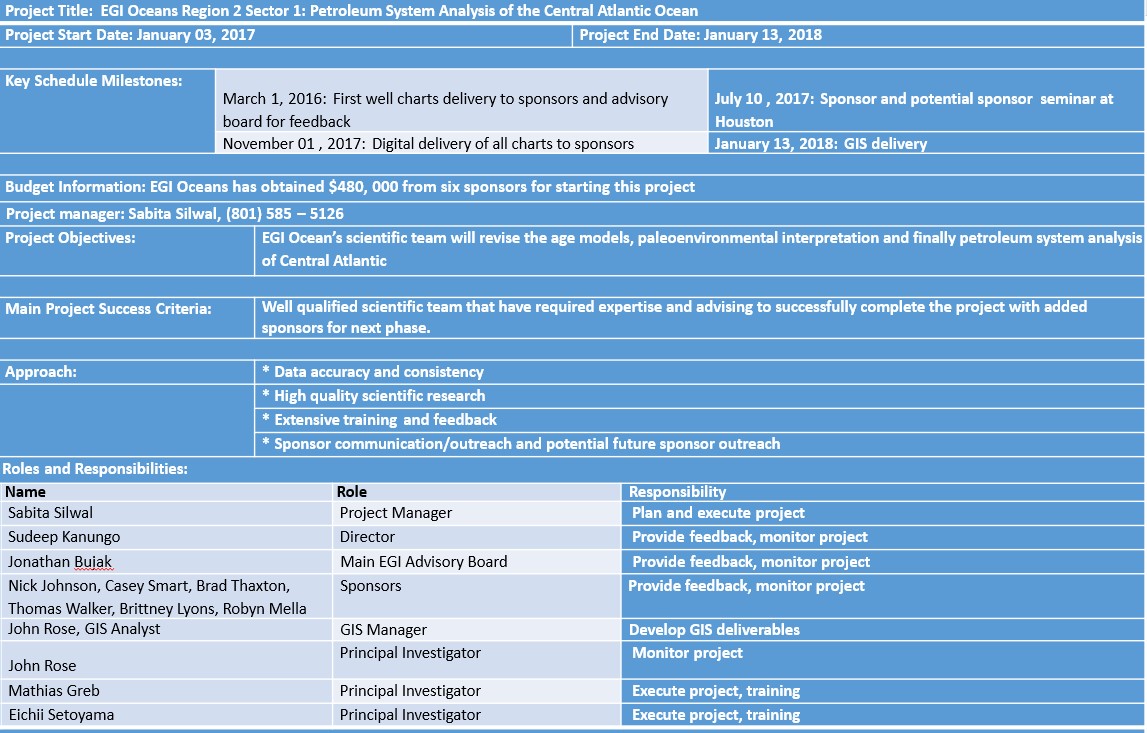 Project Title:  EGI Oceans Region 2 Sector 1: Petroleum System Analysis of the Central Atlantic Ocean
Project Start Date: January 03, 2017
Project End Date: January 13, 2018
Key Schedule Milestones:
March 1, 2016:  First well charts delivery to sponsors and advisory
board for feedback
July 10 , 2017:  Sponsor and potential sponsor  seminar at
Houston
November 01 , 2017:  Digital delivery of all charts to sponsors
January 13, 2018:  GIS delivery
Budget Information: EGI Oceans has obtained $480, 000 from six sponsors for starting this project
Project manager: Sabita Silwal, (801) 585 – 5126
Project Objectives:
EGI Ocean’s scientific team will revise the age models, paleoenvironmental interpretation and finally petroleum system analysis
of Central Atlantic
Main Project Success Criteria:
Well qualified scientific team that have required expertise and advising to successfully complete the project with added
sponsors for next phase.
Approach:
* Data accuracy and consistency
* High quality scientific research
* Extensive training and feedback
* Sponsor communication/outreach and potential future sponsor outreach
Roles and Responsibilities:
Name
Role
Responsibility
Sabita Silwal
Project Manager
Plan and execute project
Sudeep Kanungo
Director
Provide feedback, monitor project
Jonathan Bujak
Main EGI Advisory Board
Provide feedback, monitor project
Nick Johnson, Casey Smart, Brad Thaxton,
Thomas Walker, Brittney Lyons, Robyn Mella
Sponsors
Provide feedback, monitor project
John Rose, GIS Analyst
GIS Manager
Develop GIS deliverables
John Rose
Principal Investigator
Monitor project
Mathias Greb
Principal Investigator
Execute project, training
Eichii Setoyama
Principal Investigator
Execute project, training